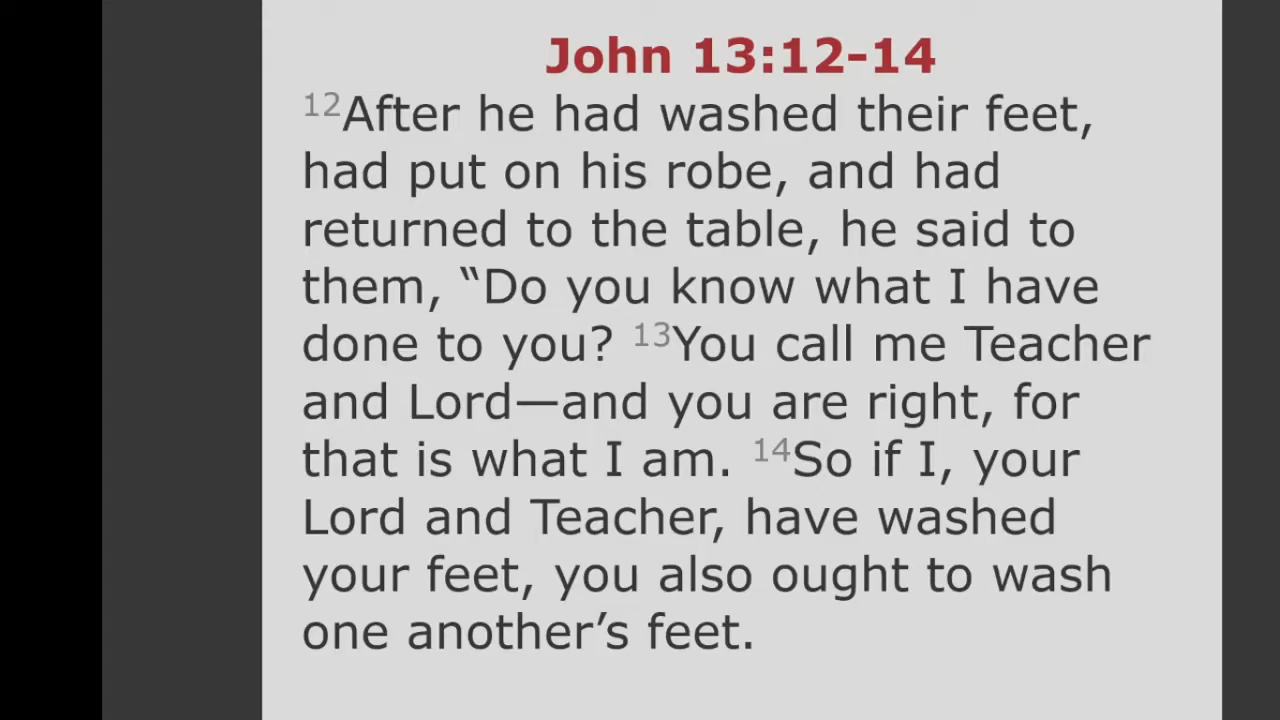 John 13:12-14
12After he had washed their feet,
had put on his robe, and had
returned to the table, he said to
them, “Do you know what I have
done to you? 13You call me Teacher
and Lord—and you are right, for
that is what I am. 14So if I, your
Lord and Teacher, have washed
your feet, you also ought to wash
one another’s feet.